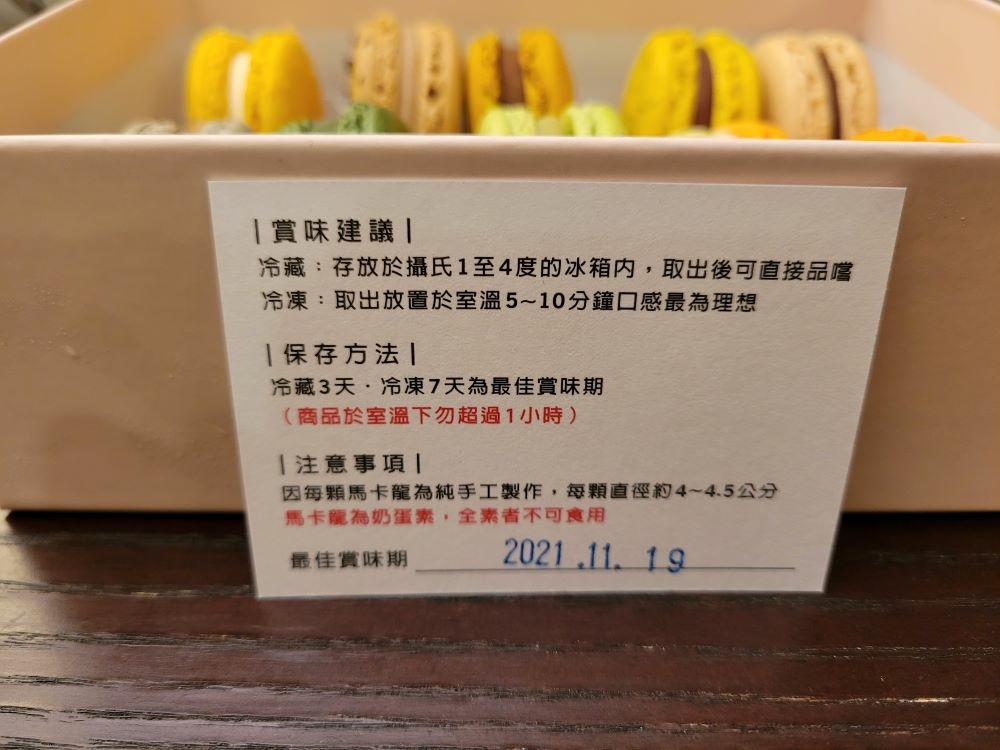 |賞味建議|
冷藏：存放於攝氏1至4度的冰箱內，取出後可直接品嚐
冷凍：取出放置於室溫5~10分鐘口感最為理想
|保存方法|
冷藏3天·冷凍7天為最佳賞味期
（商品於室溫下勿超過1小時）
|注意事項|
因每顆馬卡龍為純手工製作，每顆直徑約4~4.5公分
馬卡龍為奶蛋素，全素者不可食用
最佳賞味期 2021.11.19